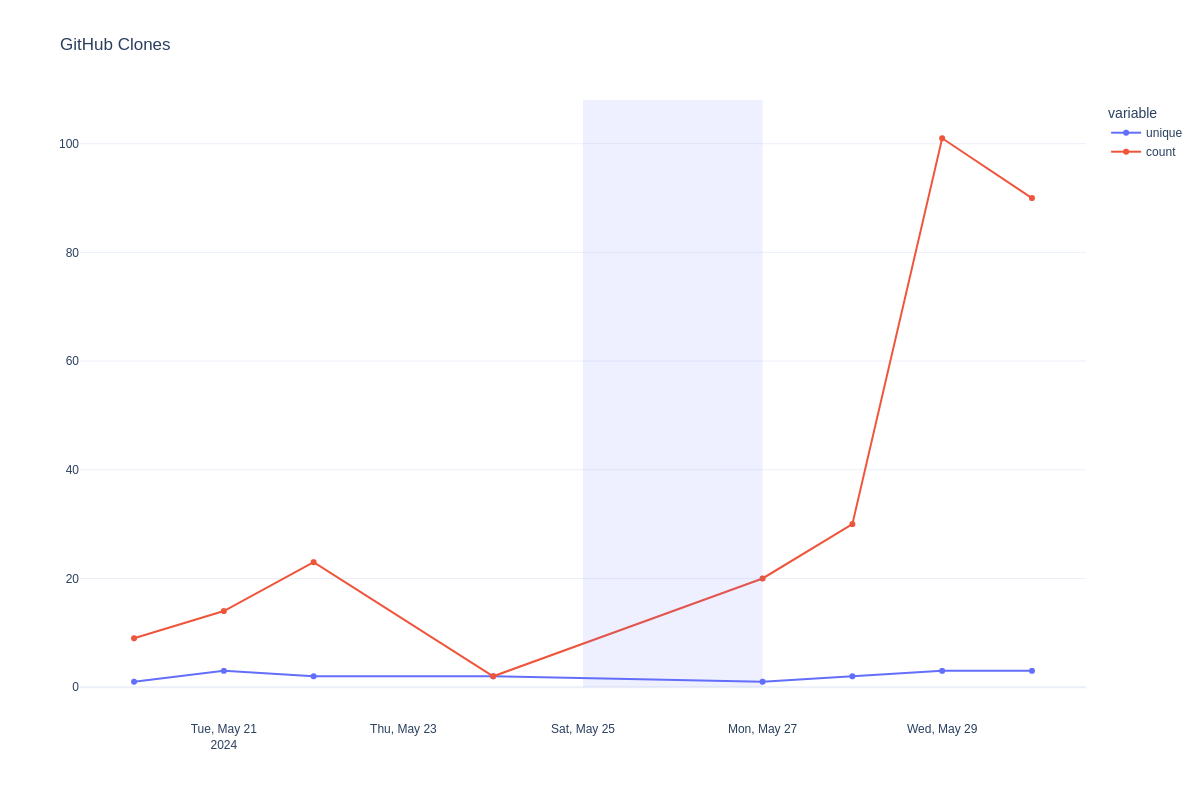 GitHub Clones
variable
unique
count
100
80
60
40
20
0
Tue, May 21
2024
Thu, May 23
Sat, May 25
Mon, May 27
Wed, May 29